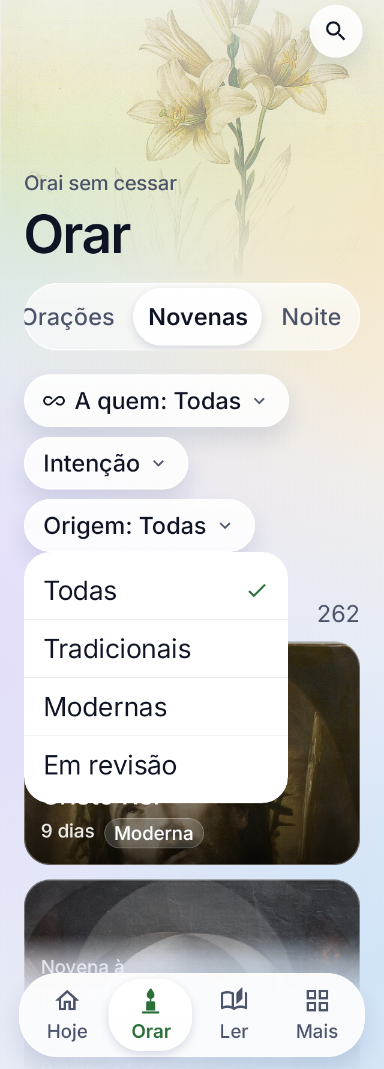 Orai sem cessar
Orar
Orações
Novenas
Noite
A quem: Todas
Intenção
Origem: Todas
Todas
Tradicionais
Modernas
Em revisão
262
9 dias
Moderna
Novena à
Hoje
Orar
Ler
Mais